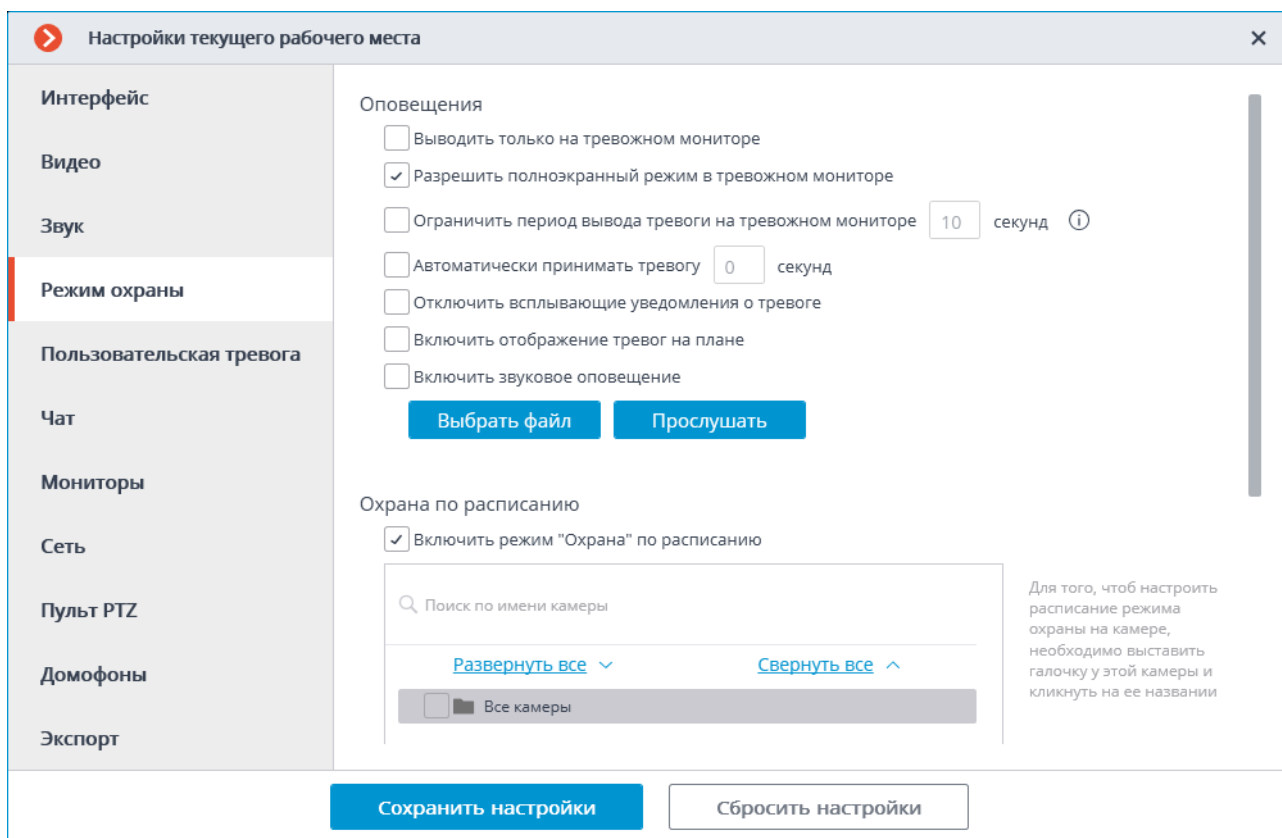 Настройки текущего рабочего места
Интерфейс
Видео
Звук
Режим охраны
Пользовательская тревога
Чат
Мониторы
Сеть
Пульт PTZ
Домофоны
Экспорт
Оповещения
Выводить только на тревожном мониторе
Разрешить полноэкранный режим в тревожном мониторе
Ограничить период вывода тревоги на тревожном мониторе 10 секунд
Автоматически принимать тревогу 0 секунд
Отключить всплывающие уведомления о тревоге
Включить отображение тревог на плане
Включить звуковое оповещение
Выбрать файл Прослушать
Охрана по расписанию
Включить режим "Охрана" по расписанию
Поиск по имени камеры
Развернуть все Свернуть все
Все камеры
Для того, чтоб настроить
расписание режима
охраны на камере,
необходимо выставить
галочку у этой камеры и
кликнуть на ее названии
Сохранить настройки Сбросить настройки